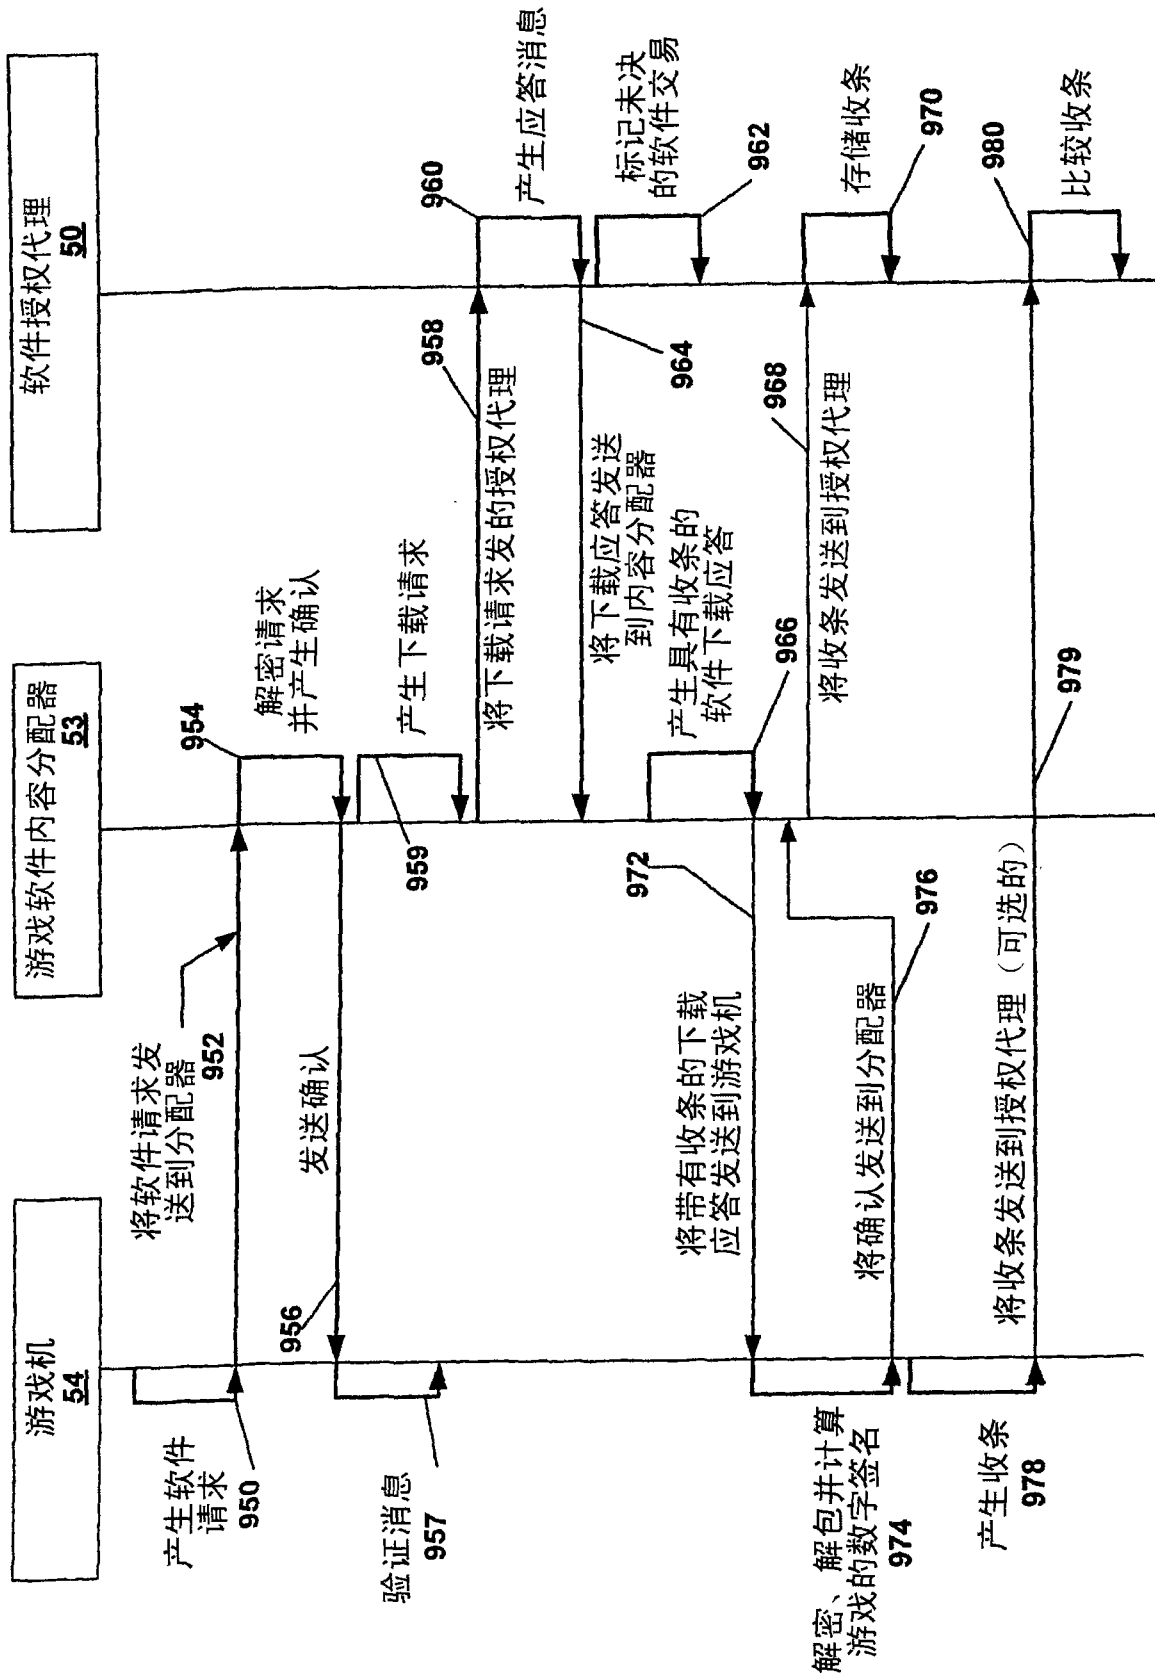 游戏机
54
游戏软件内容分配器
53
软件授权代理
50
产生软件
请求
950
将软件请求发
送到分配器
952
954
解密请求
并产生确认
发送确认
956
验证消息
957
产生下载请求
959
958
将下载请求发的授权代理
960
产生应答消息
964
将下载应答发送
到内容分配器
标记未决
的软件交易
962
产生具有收条的
软件下载应答
966
972
将带有收条的下载
应答发送到游戏机
968
将收条发送到授权代理
存储收条
970
解密、解包并计算
游戏的数字签名
974
将确认发送到分配器
976
产生收条
978
将收条发送到授权代理（可选的）
979
980
比较收条